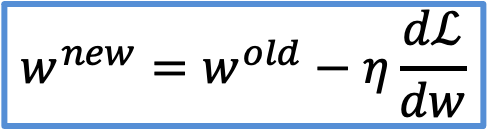 w^new = w^old − η dℒ/dw